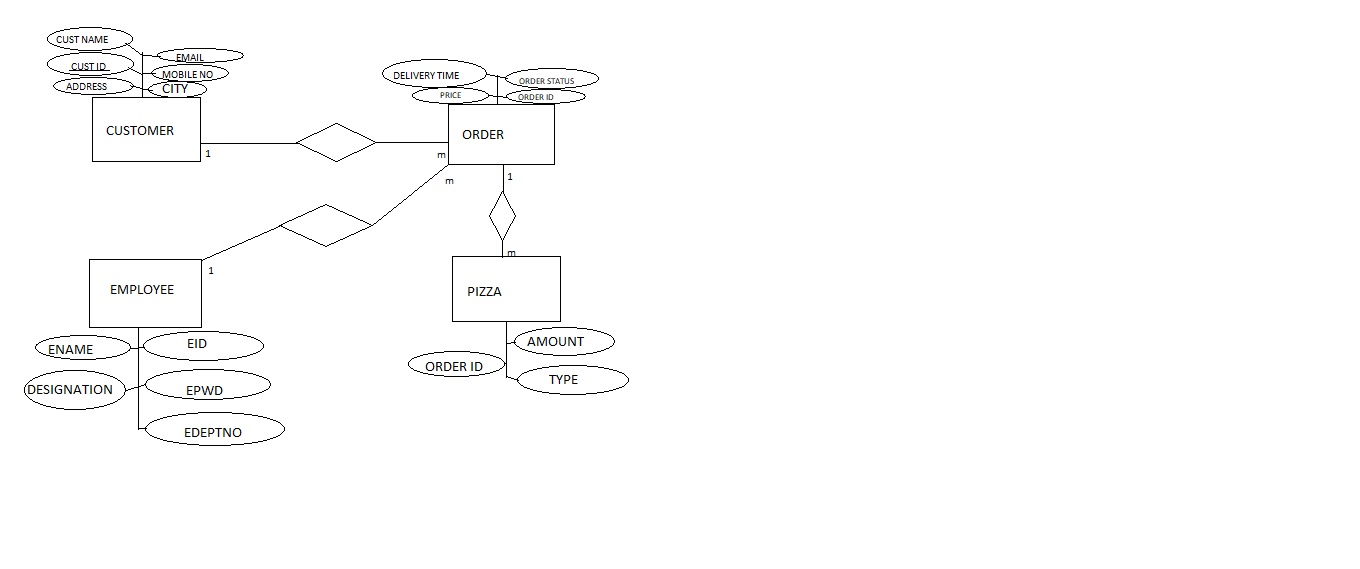 CUST NAME
EMAIL
CUST ID
MOBILE NO
ADDRESS
CITY
CUSTOMER
1
DELIVERY TIME
ORDER STATUS
PRICE
ORDER ID
ORDER
m
m
1
m
1
EMPLOYEE
PIZZA
ENAME
EID
DESIGNATION
EPWD
EDEPTNO
AMOUNT
ORDER ID
TYPE